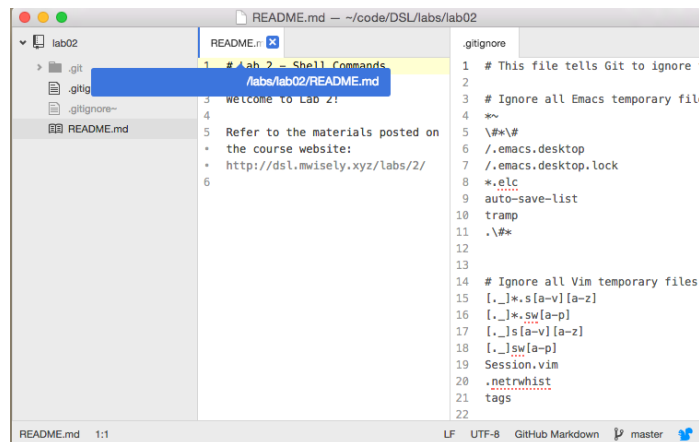 README.md — ~/code/DSL/labs/lab02
lab02
.git
.gitig
.gitignore~
README.md
README.m
/labs/lab02/README.md
1 # Lab 2 - Shell Commands
3 Welcome to Lab 2!
4
5 Refer to the materials posted on
• the course website:
• http://dsl.mwisely.xyz/labs/2/
6
.gitignore
1 # This file tells Git to ignore
2
3 # Ignore all Emacs temporary fil
4 *~
5 \#*\#
6 /.emacs.desktop
7 /.emacs.desktop.lock
8 *.elc
9 auto-save-list
10 tramp
11 .\#*
12
13
14 # Ignore all Vim temporary files
15 [._]*.s[a-v][a-z]
16 [._]*.sw[a-p]
17 [._]s[a-v][a-z]
18 [._]sw[a-p]
19 Session.vim
20 .netrwhist
21 tags
22
README.md 1:1
LF UTF-8 GitHub Markdown master